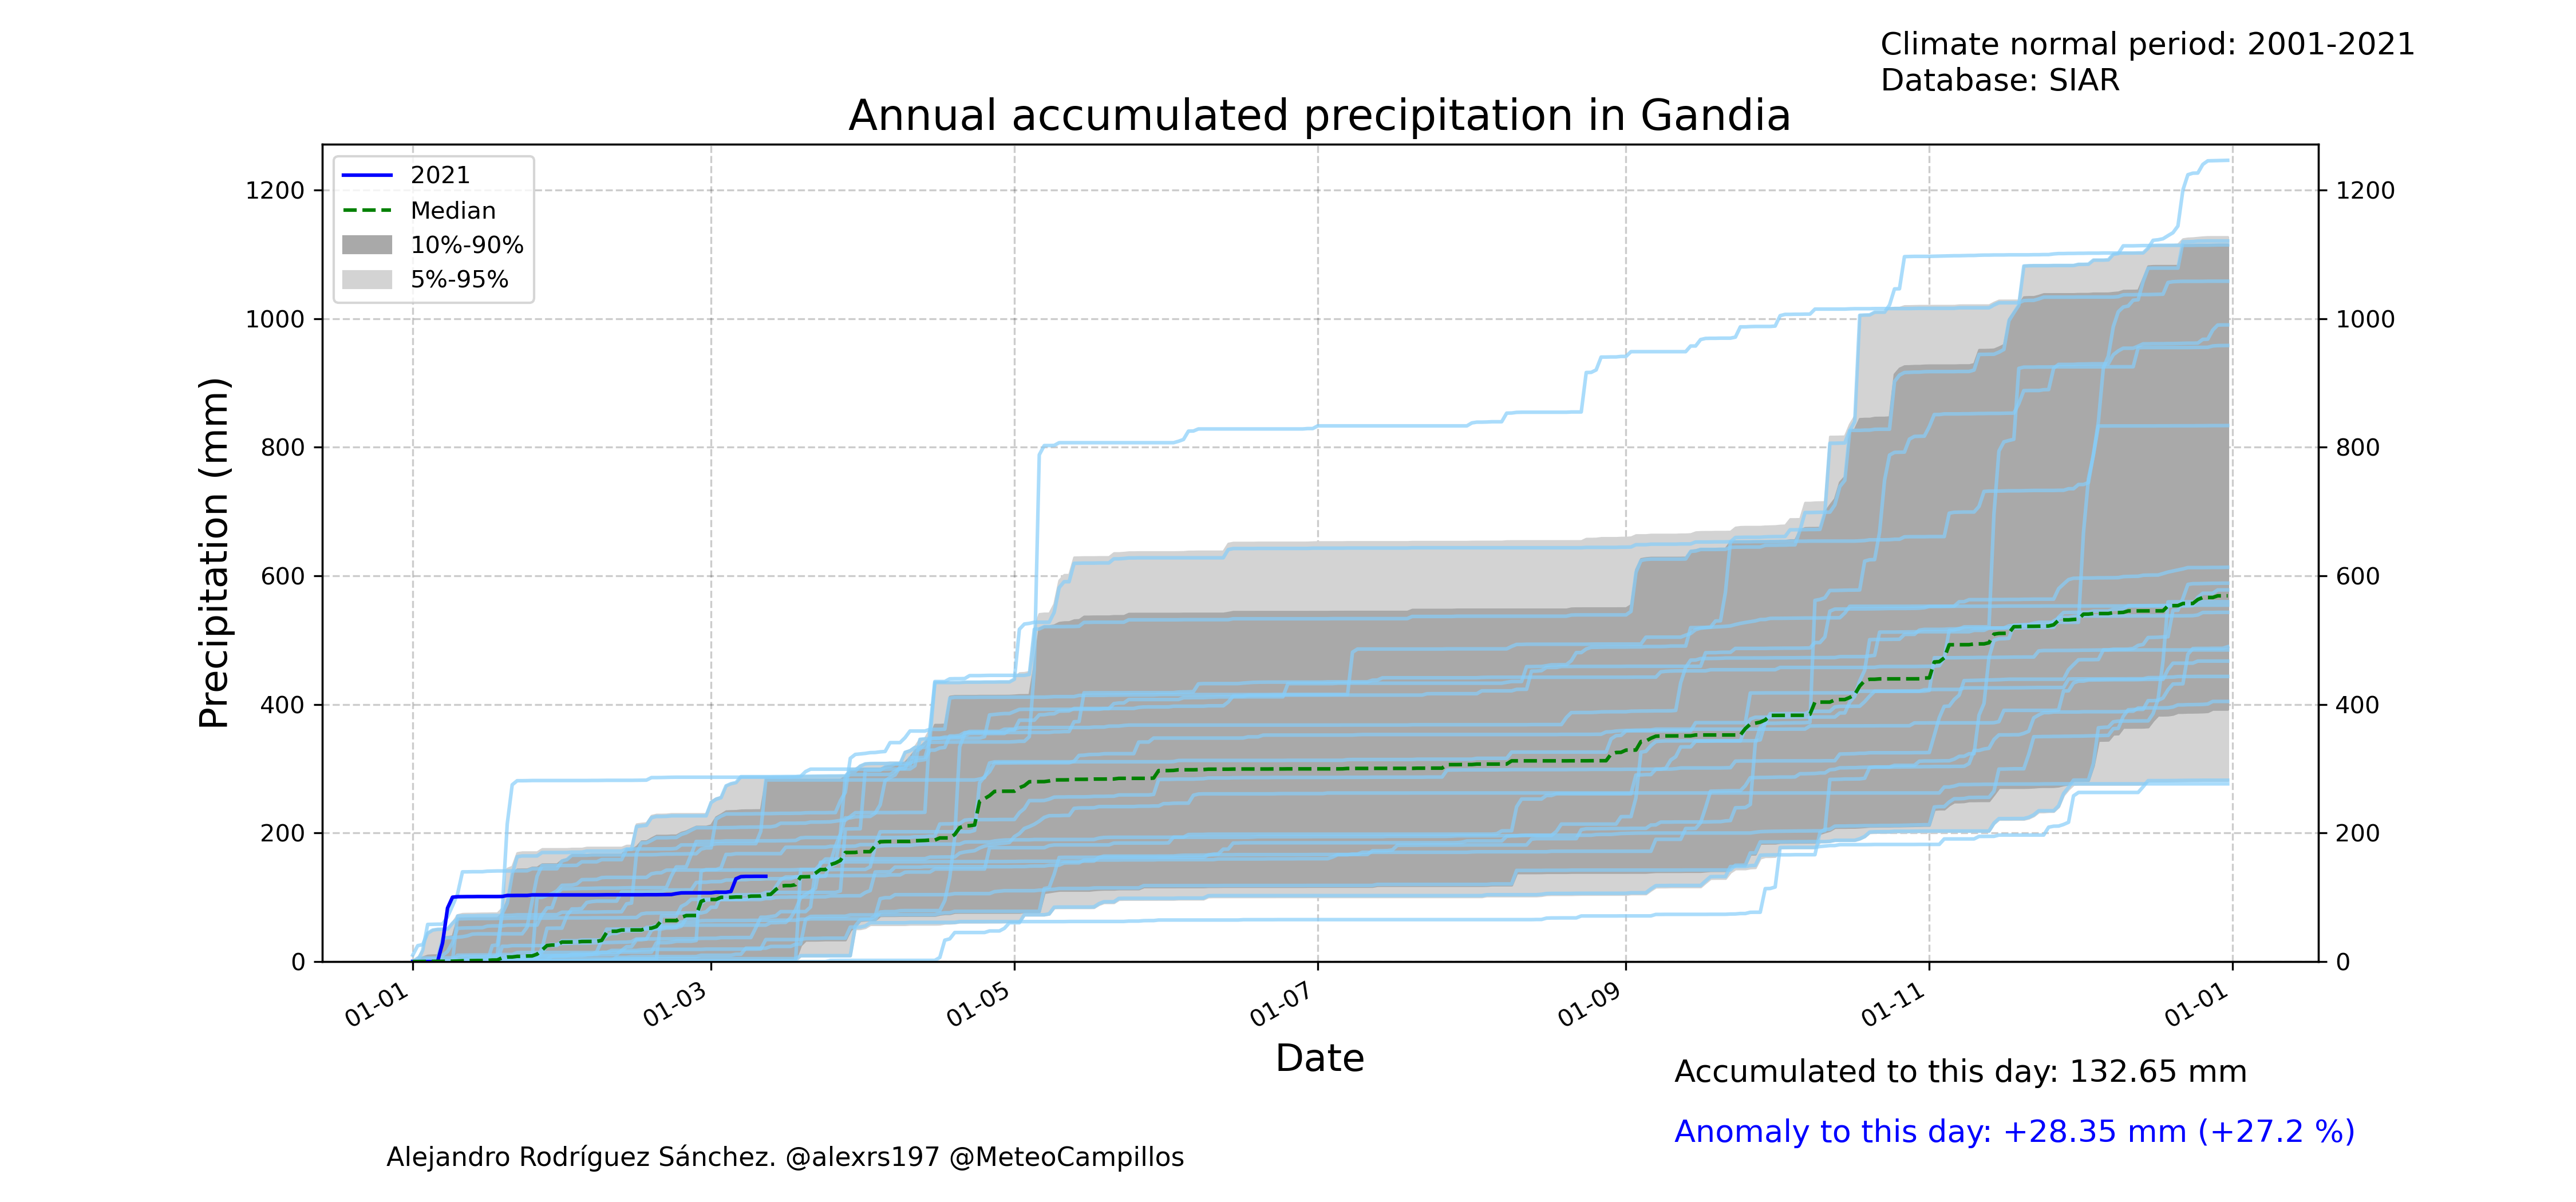 Climate normal period: 2001-2021
Database: SIAR
Annual accumulated precipitation in Gandia
2021
Median
10%-90%
5%-95%
Precipitation (mm)
1200
1000
800
600
400
200
0
1200
1000
800
600
400
200
0
01-01
01-03
01-05
01-07
01-09
01-11
01-01
Date
Accumulated to this day: 132.65 mm
Anomaly to this day: +28.35 mm (+27.2 %)
Alejandro Rodríguez Sánchez. @alexrs197 @MeteoCampillos